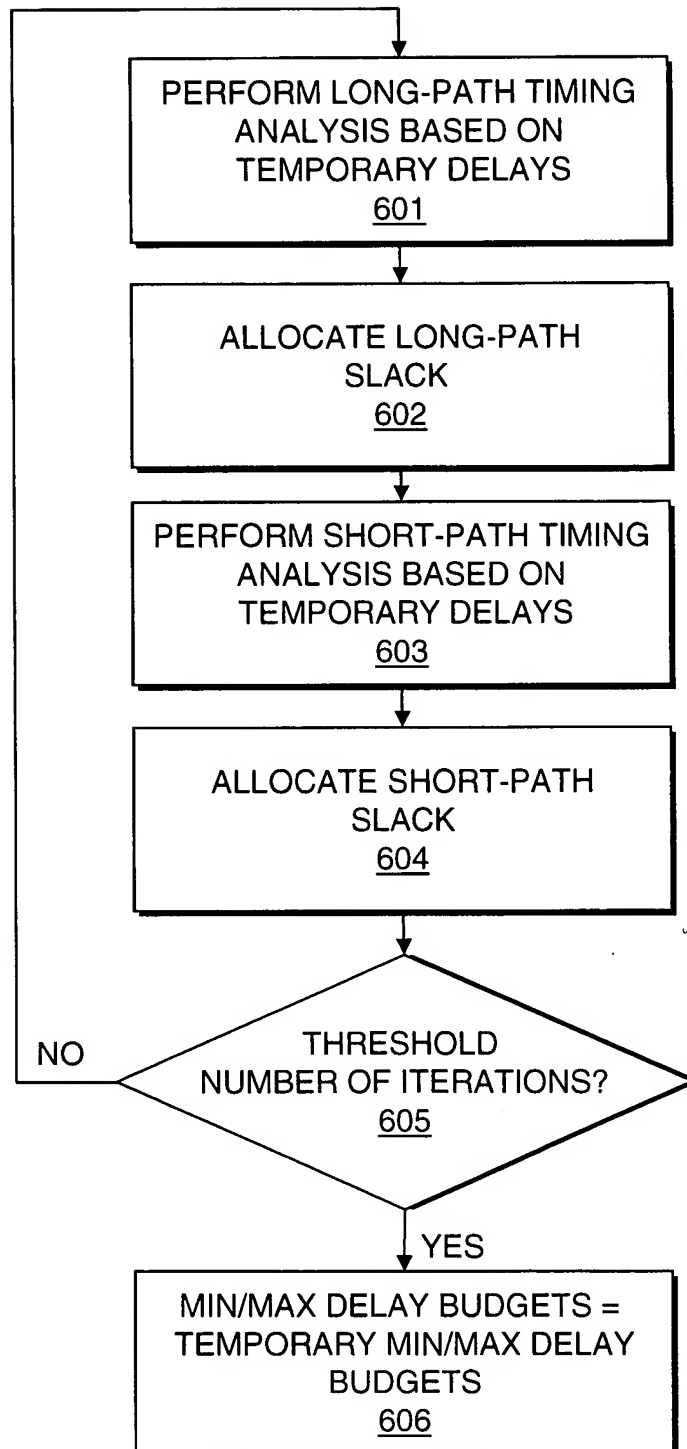 PERFORM LONG-PATH TIMING
ANALYSIS BASED ON
TEMPORARY DELAYS
601
ALLOCATE LONG-PATH
SLACK
602
PERFORM SHORT-PATH TIMING
ANALYSIS BASED ON
TEMPORARY DELAYS
603
ALLOCATE SHORT-PATH
SLACK
604
NO
THRESHOLD
NUMBER OF ITERATIONS?
605
YES
MIN/MAX DELAY BUDGETS =
TEMPORARY MIN/MAX DELAY
BUDGETS
606